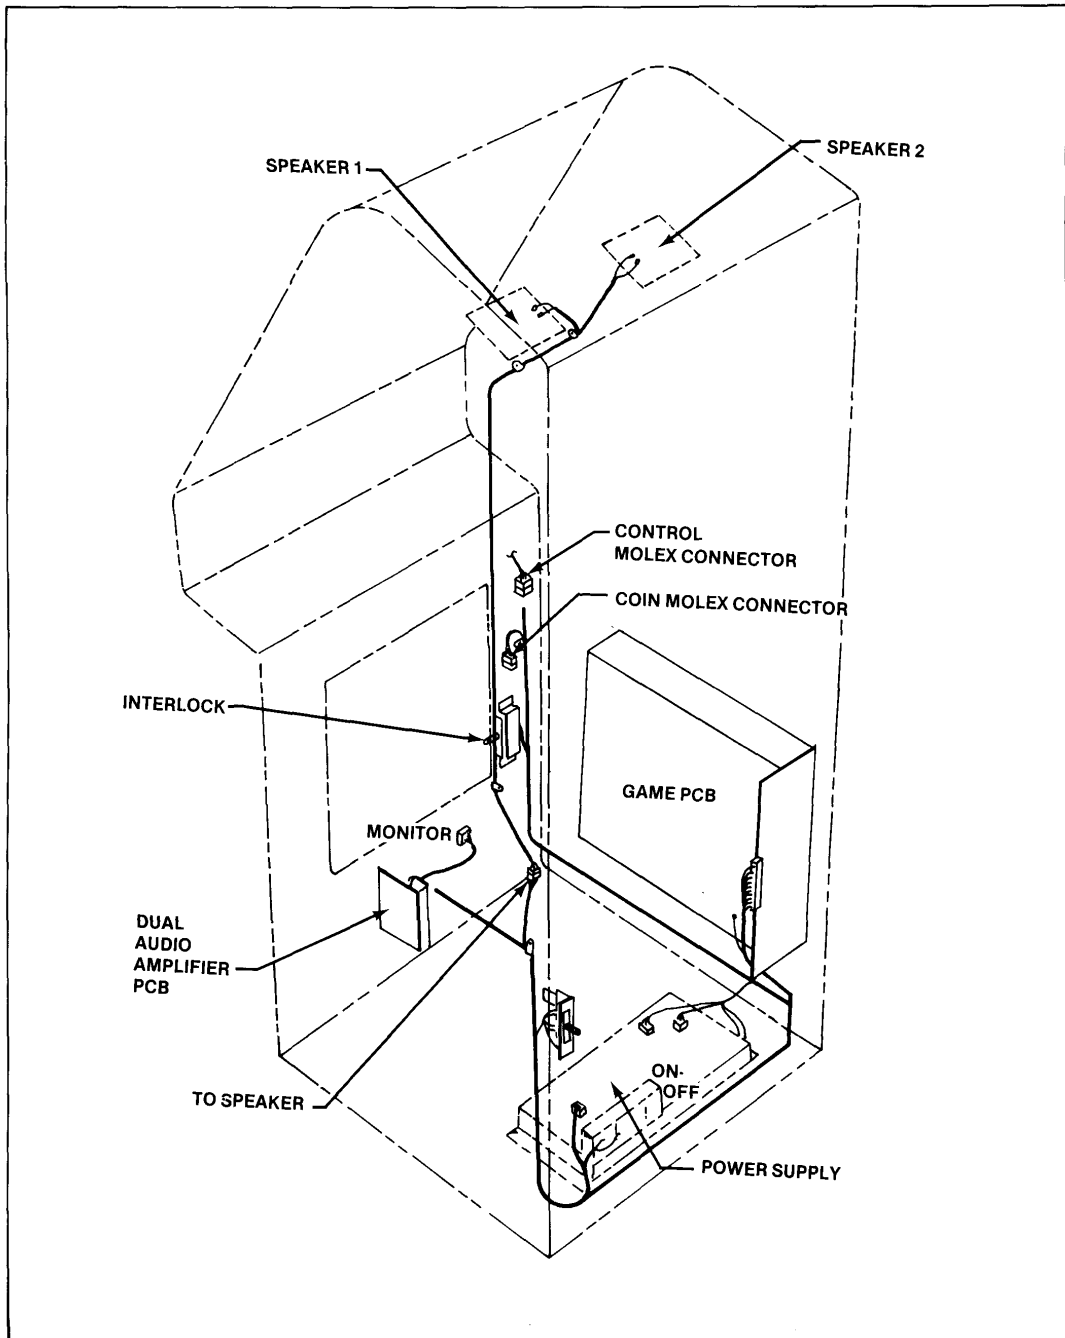 SPEAKER 1
SPEAKER 2
CONTROL
MOLEX CONNECTOR
COIN MOLEX CONNECTOR
INTERLOCK
GAME PCB
MONITOR
DUAL
AUDIO
AMPLIFIER
PCB
ON-
OFF
TO SPEAKER
POWER SUPPLY